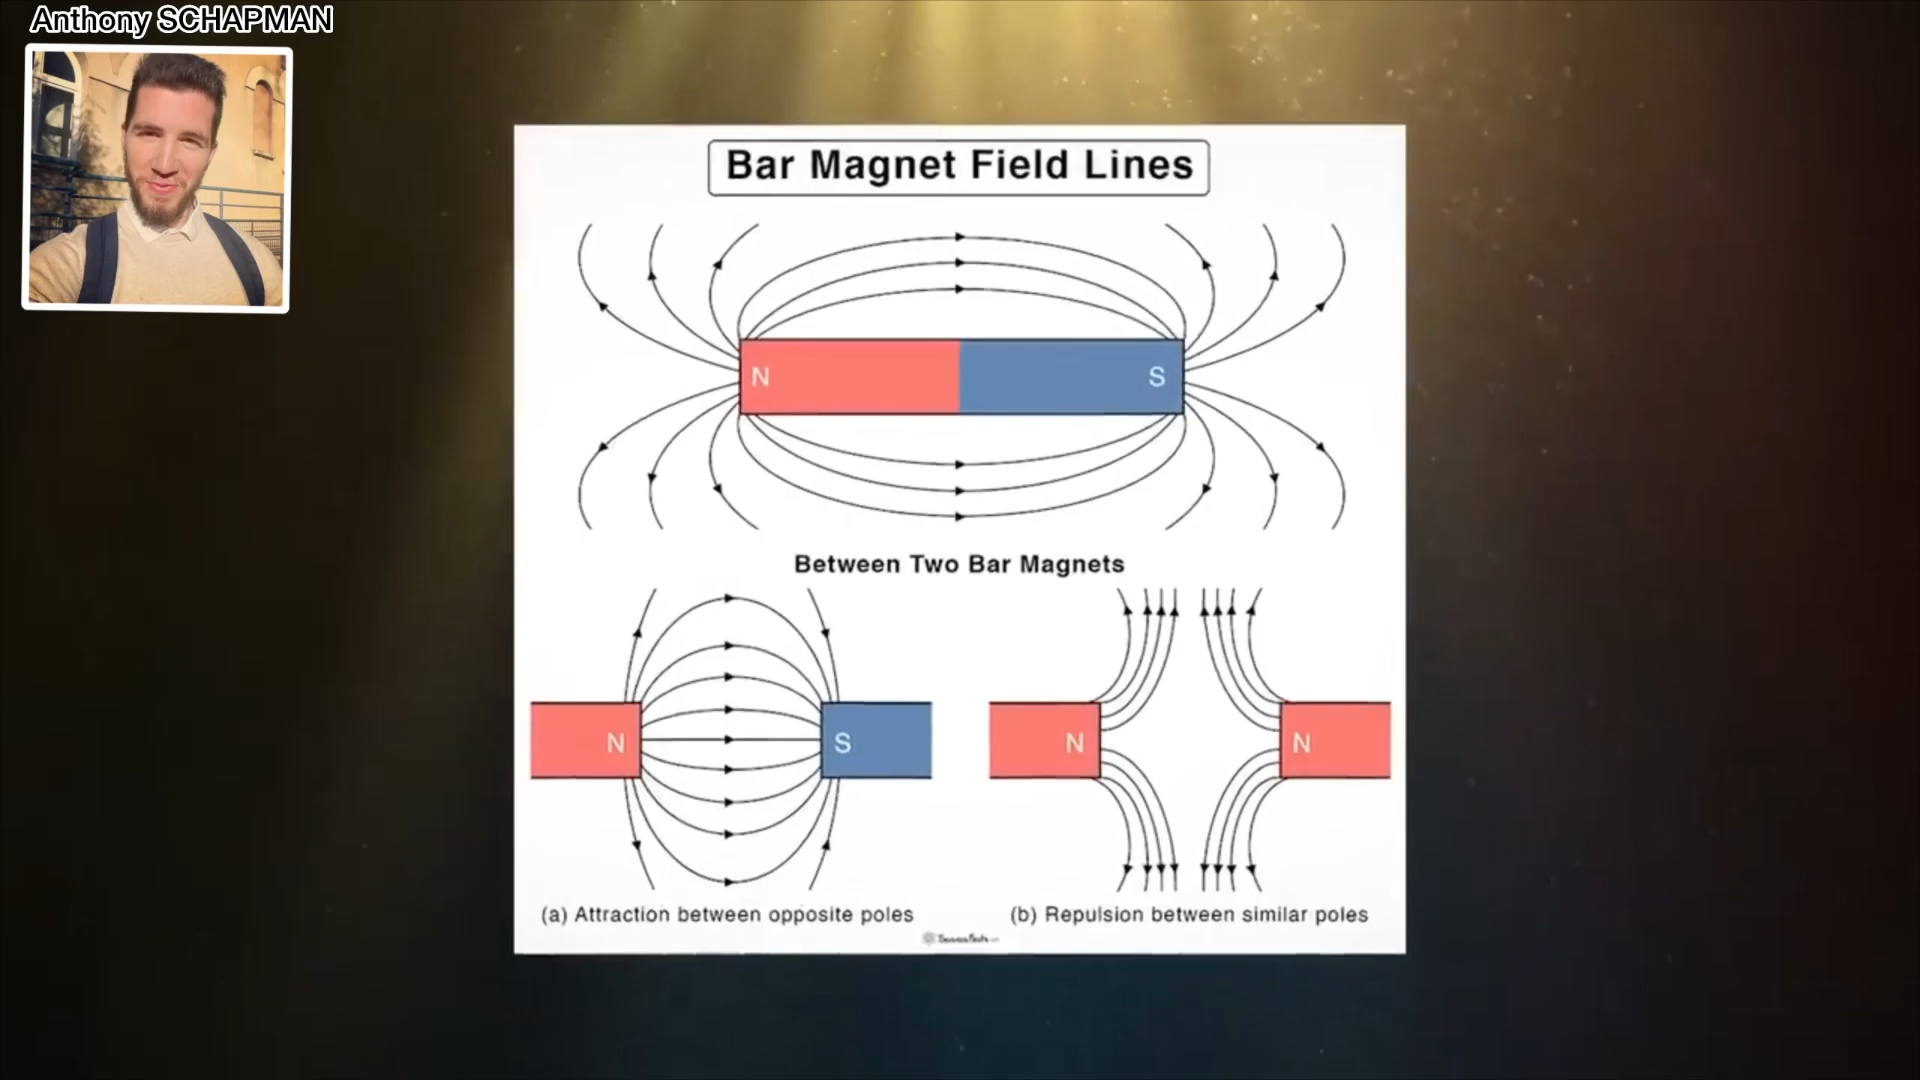 Anthony SCHAPMAN
Bar Magnet Field Lines
N S
Between Two Bar Magnets
N S N N
(a) Attraction between opposite poles (b) Repulsion between similar poles